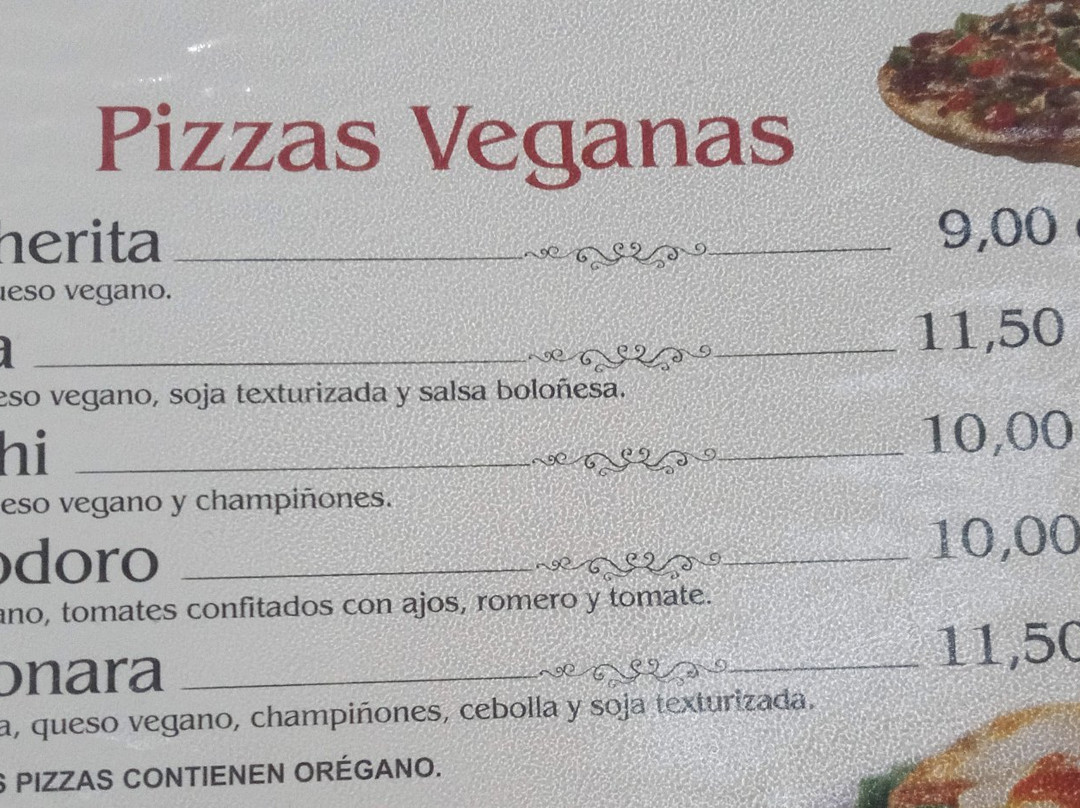 Pizzas Veganas
herita 9,00
ueso vegano.
a 11,50
eso vegano, soja texturizada y salsa boloñesa.
hi 10,00
eso vegano y champiñones.
odoro 10,00
ano, tomates confitados con ajos, romero y tomate.
onara 11,50
a, queso vegano, champiñones, cebolla y soja texturizada.
S PIZZAS CONTIENEN ORÉGANO.